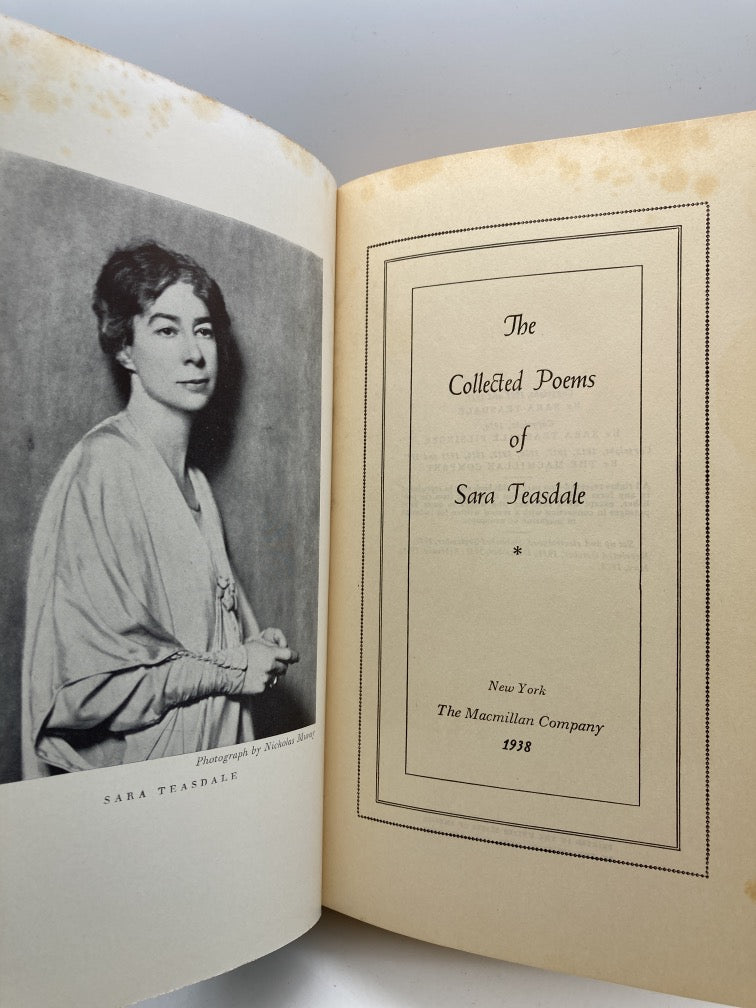 Photograph by Nicholas Muray
SARA TEASDALE
The
Collected Poems
of
Sara Teasdale
*
New York
The Macmillan Company
1938